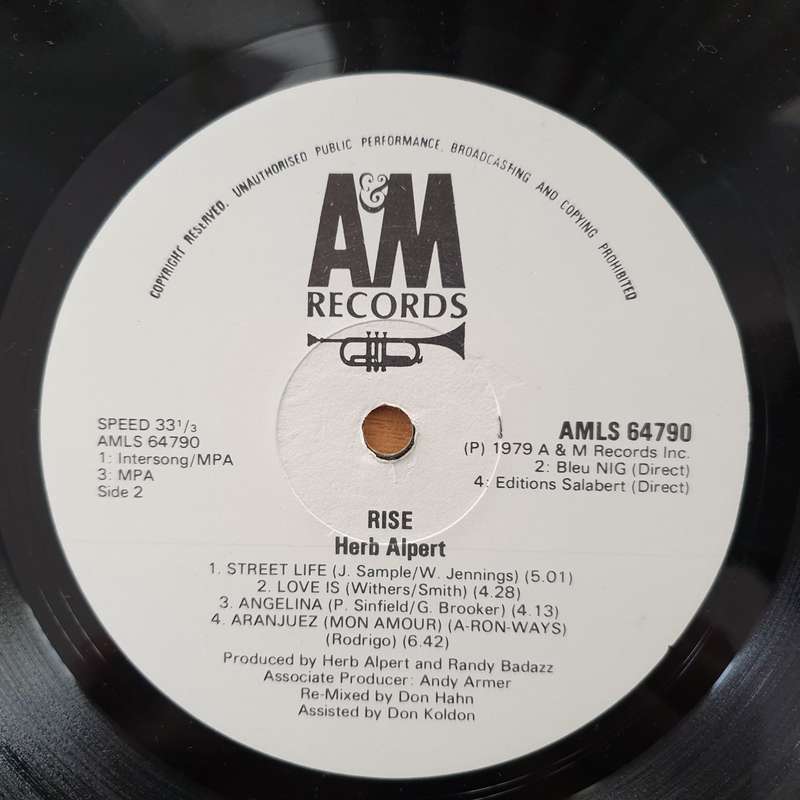 COPYRIGHT RESERVED. UNAUTHORISED PUBLIC PERFORMANCE. BROADCASTING AND COPYING PROHIBITED
A&M
RECORDS
SPEED 33 1/3
AMLS 64790
1: Intersong/MPA
3: MPA
Side 2
AMLS 64790
(P) 1979 A & M Records Inc.
2: Bleu NIG (Direct)
4: Editions Salabert (Direct)
RISE
Herb Alpert
1. STREET LIFE (J. Sample/W. Jennings) (5.01)
2. LOVE IS (Withers/Smith) (4.28)
3. ANGELINA (P. Sinfield/G. Brooker) (4.13)
4. ARANJUEZ (MON AMOUR) (A-RON-WAYS)
(Rodrigo) (6.42)
Produced by Herb Alpert and Randy Badazz
Associate Producer: Andy Armer
Re-Mixed by Don Hahn
Assisted by Don Koldon